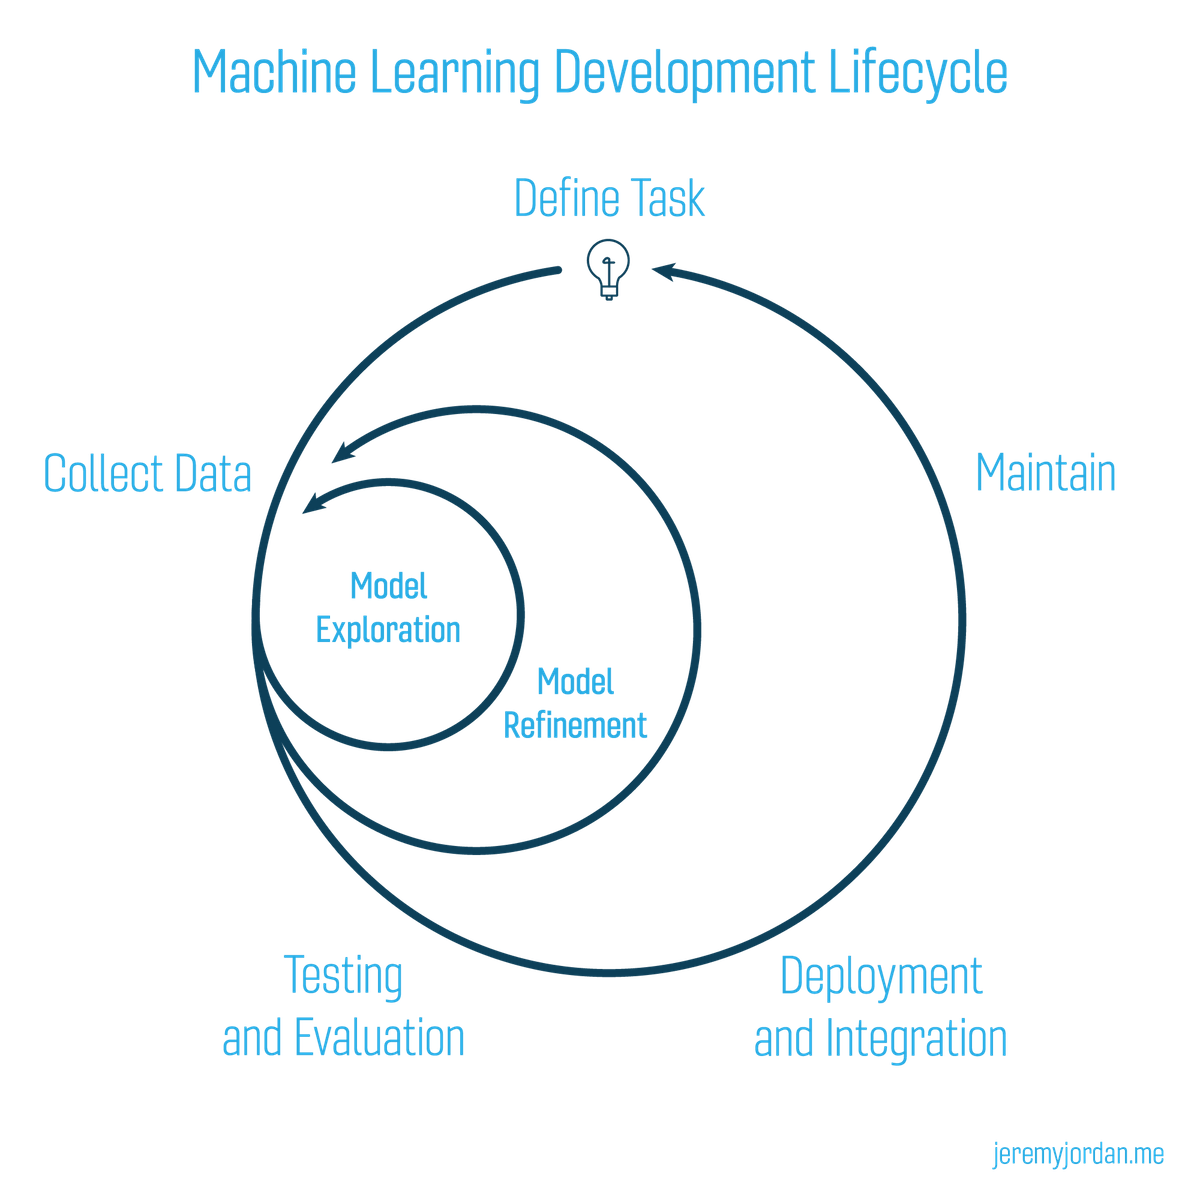 Machine Learning Development Lifecycle
Define Task
Collect Data
Maintain
Model
Exploration
Model
Refinement
Testing
and Evaluation
Deployment
and Integration
jeremyjordan.me